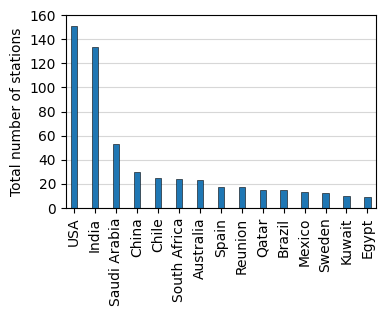 Total number of stations
160
140
120
100
80
60
40
20
0
USA
India
Saudi Arabia
China
Chile
South Africa
Australia
Spain
Reunion
Qatar
Brazil
Mexico
Sweden
Kuwait
Egypt